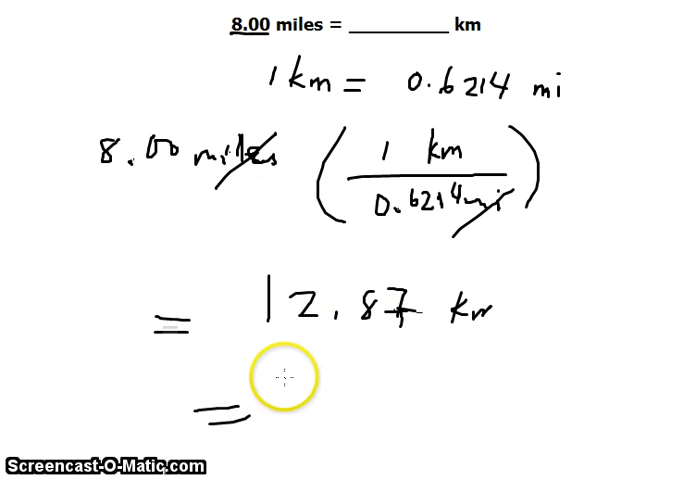 8.00 miles = __________ km
1 km = 0.6214 mi
8.00 miles ( 1 km / 0.6214 mi )
= 12.87 km
=
Screencast-O-Matic.com